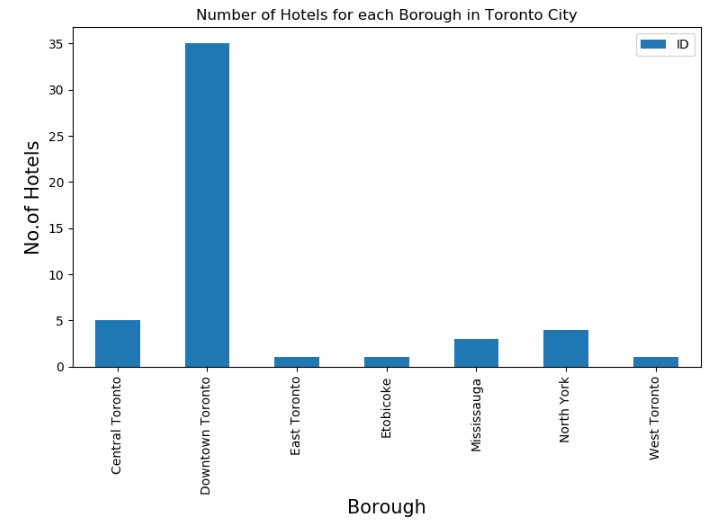 Number of Hotels for each Borough in Toronto City
ID
No.of Hotels
35
30
25
20
15
10
5
0
Central Toronto
Downtown Toronto
East Toronto
Etobicoke
Mississauga
North York
West Toronto
Borough